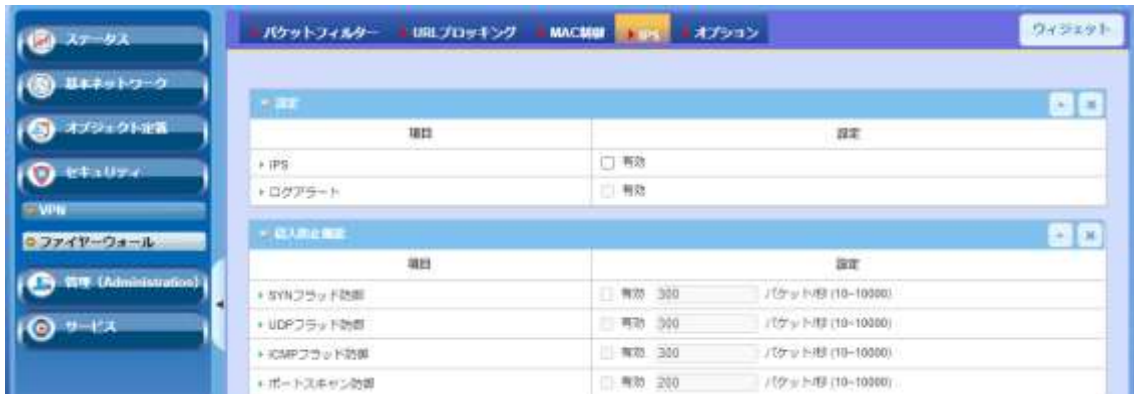 ステータス
基本ネットワーク
オブジェクト定義
セキュリティ
VPN
ファイヤーウォール
管理 (Administration)
サービス
パケットフィルター
URLブロッキング
MAC制御
IPS
オプション
ウィジェット
設定
項目 設定
IPS 有効
ログアラート 有効
侵入防止機能
項目 設定
SYNフラッド防御 有効 300 パケット/秒 (10~10000)
UDPフラッド防御 有効 300 パケット/秒 (10~10000)
ICMPフラッド防御 有効 300 パケット/秒 (10~10000)
ポートスキャン防御 有効 200 パケット/秒 (10~10000)